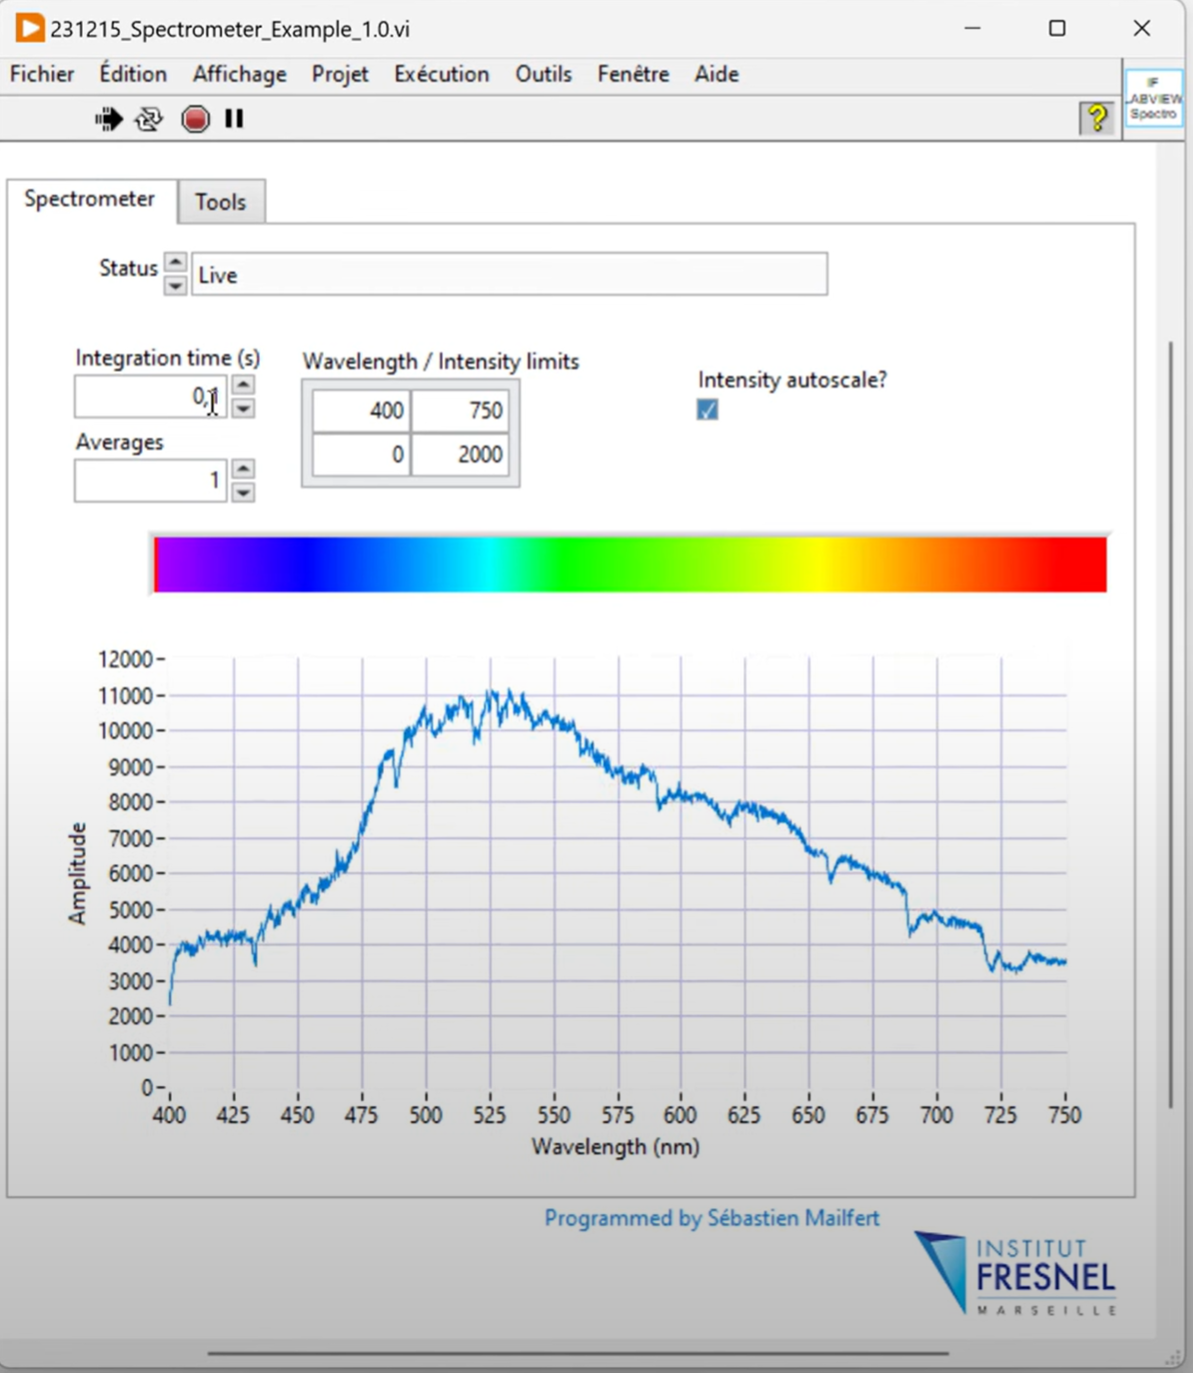 231215_Spectrometer_Example_1.0.vi
Fichier Édition Affichage Projet Exécution Outils Fenêtre Aide
IF
LABVIEW
Spectro
?
Spectrometer Tools
Status Live
Integration time (s) Wavelength / Intensity limits
Intensity autoscale?
0,1 400 750
Averages
0 2000
1
12000
11000
10000
9000
8000
7000
6000
5000
4000
3000
2000
1000
0
Amplitude
400 425 450 475 500 525 550 575 600 625 650 675 700 725 750
Wavelength (nm)
Programmed by Sébastien Mailfert
INSTITUT
FRESNEL
MARSEILLE